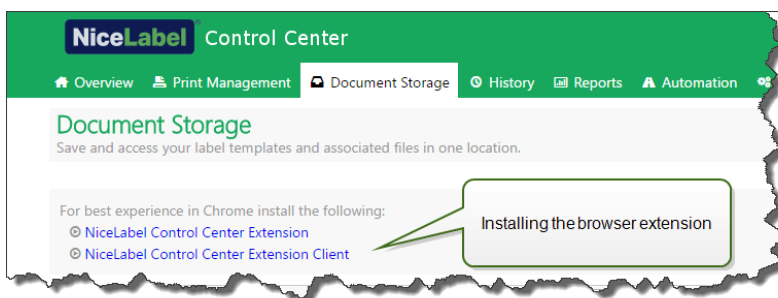 NiceLabel Control Center
Overview Print Management Document Storage History Reports Automation
Document Storage
Save and access your label templates and associated files in one location.
For best experience in Chrome install the following:
NiceLabel Control Center Extension
Installing the browser extension
NiceLabel Control Center Extension Client